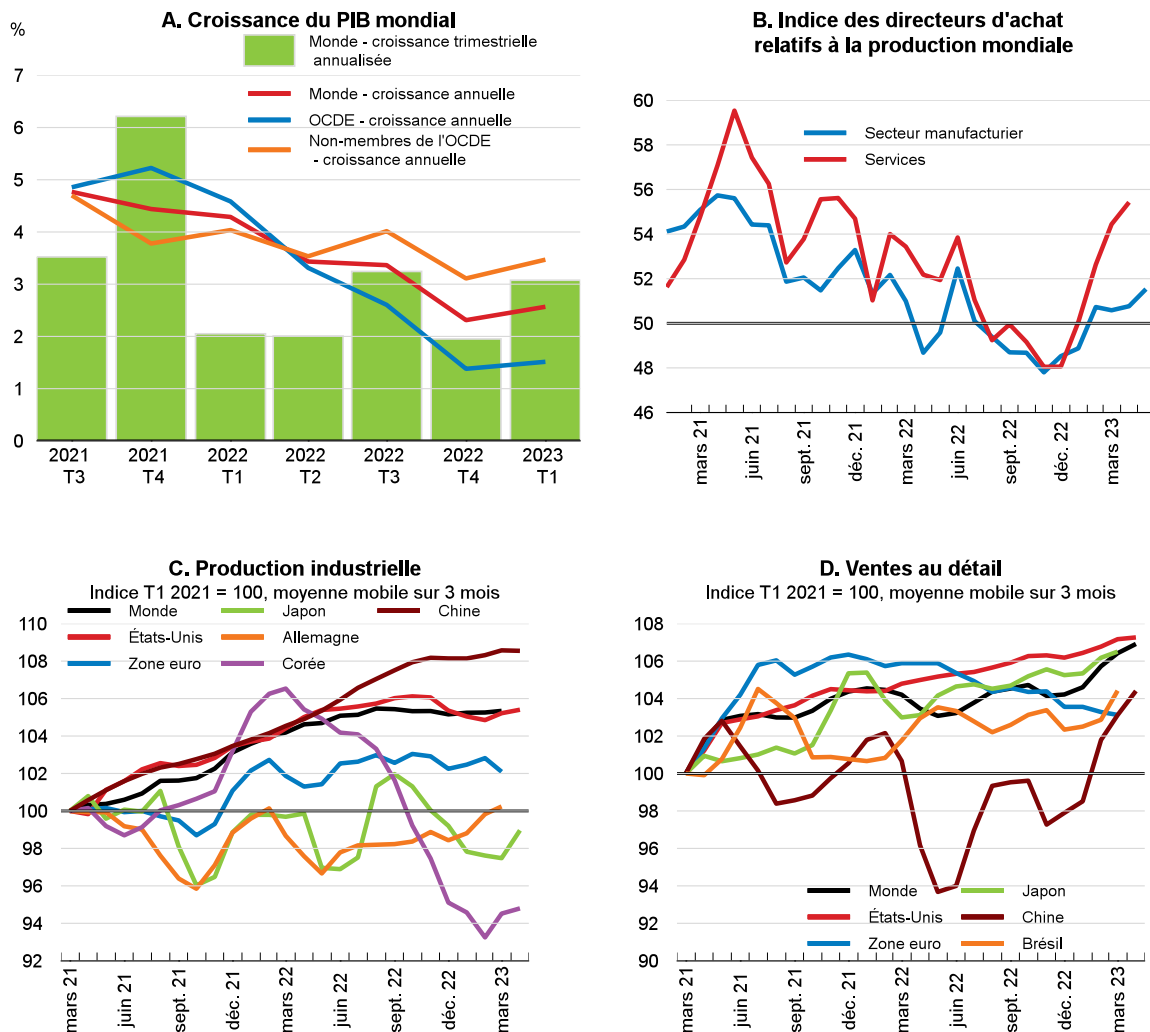 A. Croissance du PIB mondial
%
Monde - croissance trimestrielle
annualisée
Monde - croissance annuelle
OCDE - croissance annuelle
Non-membres de l'OCDE
- croissance annuelle
7
6
5
4
3
2
1
0
2021 2021 2022 2022 2022 2022 2023
T3 T4 T1 T2 T3 T4 T1
B. Indice des directeurs d'achat
relatifs à la production mondiale
Secteur manufacturier
Services
60
58
56
54
52
50
48
46
mars 21
juin 21
sept. 21
déc. 21
mars 22
juin 22
sept. 22
déc. 22
mars 23
C. Production industrielle
Indice T1 2021 = 100, moyenne mobile sur 3 mois
Monde Japon Chine
États-Unis Allemagne
Zone euro Corée
110
108
106
104
102
100
98
96
94
92
mars 21
juin 21
sept. 21
déc. 21
mars 22
juin 22
sept. 22
déc. 22
mars 23
D. Ventes au détail
Indice T1 2021 = 100, moyenne mobile sur 3 mois
108
106
104
102
100
98
96
94
92
90
Monde Japon
États-Unis Chine
Zone euro Brésil
mars 21
juin 21
sept. 21
déc. 21
mars 22
juin 22
sept. 22
déc. 22
mars 23